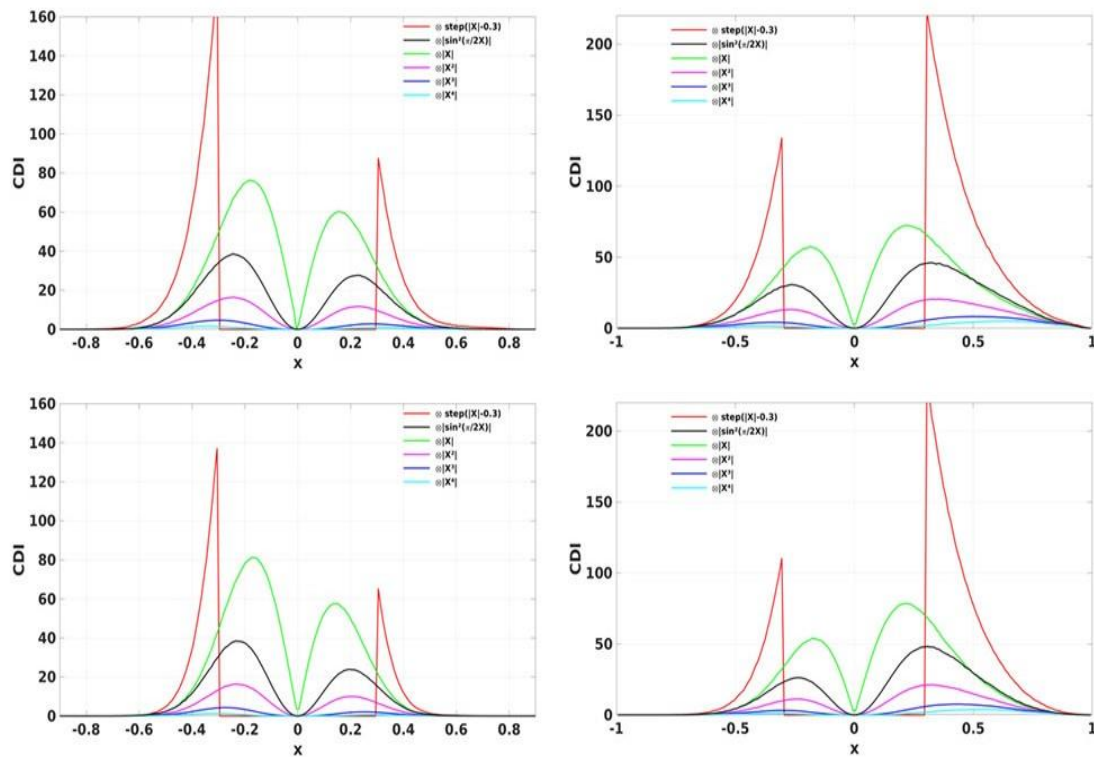 160
140
120
100
80
60
40
20
0
CDI
⊗ step(|X|-0.3)
⊗|sin²(π/2X)|
⊗|X|
⊗|X²|
⊗|X³|
⊗|X⁴|
-0.8 -0.6 -0.4 -0.2 0 0.2 0.4 0.6 0.8
X
200
150
100
50
0
CDI
⊗ step(|X|-0.3)
⊗|sin²(π/2X)|
⊗|X|
⊗|X²|
⊗|X³|
⊗|X⁴|
-1 -0.5 0 0.5 1
X
160
140
120
100
80
60
40
20
0
CDI
⊗ step(|X|-0.3)
⊗|sin²(π/2X)|
⊗|X|
⊗|X²|
⊗|X³|
⊗|X⁴|
-0.8 -0.6 -0.4 -0.2 0 0.2 0.4 0.6 0.8
X
200
150
100
50
0
CDI
⊗ step(|X|-0.3)
⊗|sin²(π/2X)|
⊗|X|
⊗|X²|
⊗|X³|
⊗|X⁴|
-1 -0.5 0 0.5 1
X